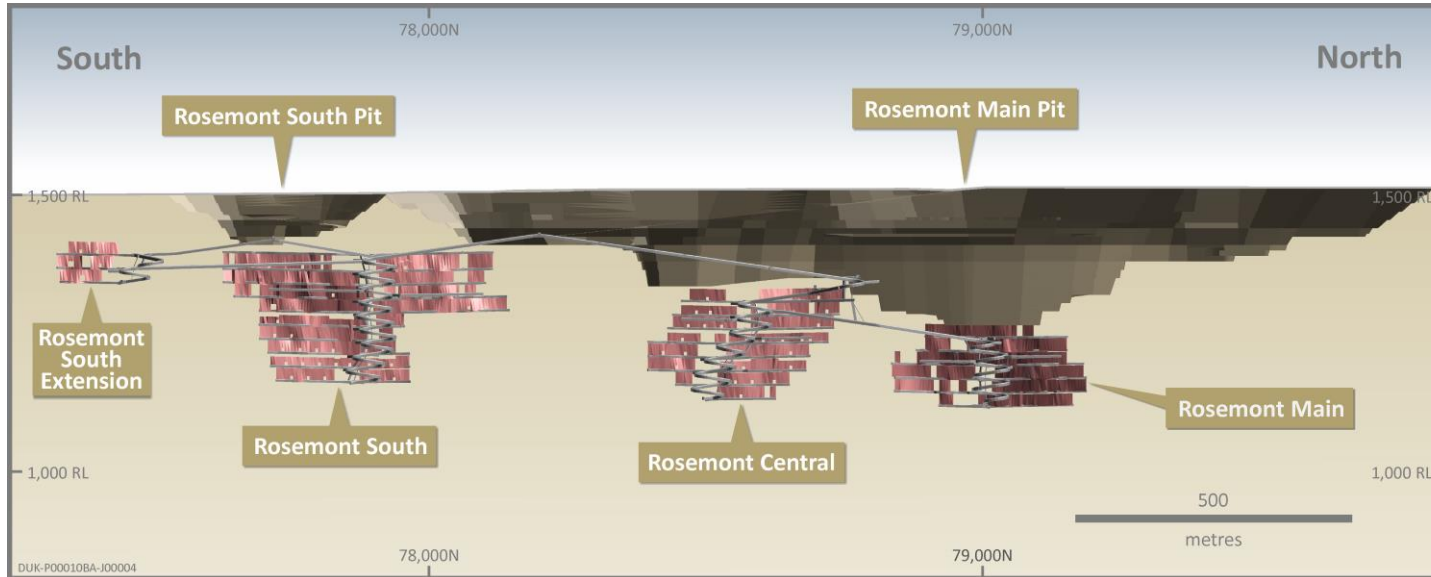 78,000N
79,000N
South
North
Rosemont South Pit
Rosemont Main Pit
1,500 RL
1,500 RL
Rosemont
South
Extension
Rosemont South
Rosemont Central
Rosemont Main
1,000 RL
1,000 RL
500
metres
78,000N
79,000N
DUK-P00010BA-J00004